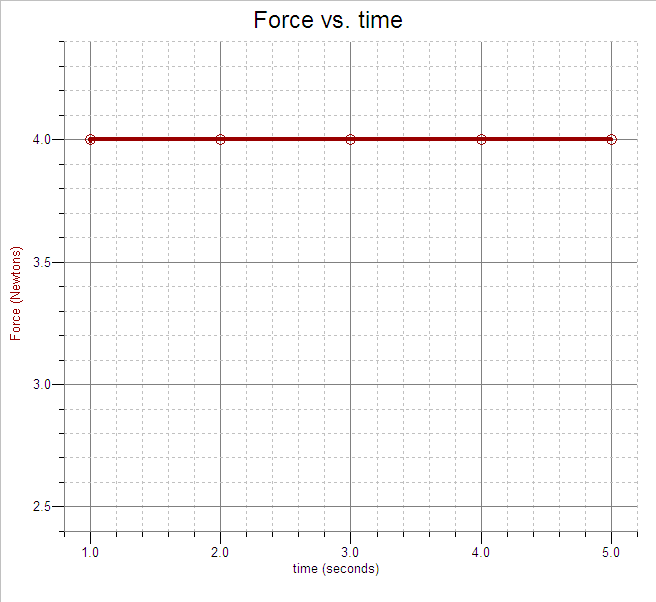 Force vs. time
4.0
3.5
3.0
2.5
Force (Newtons)
1.0 2.0 3.0 4.0 5.0
time (seconds)